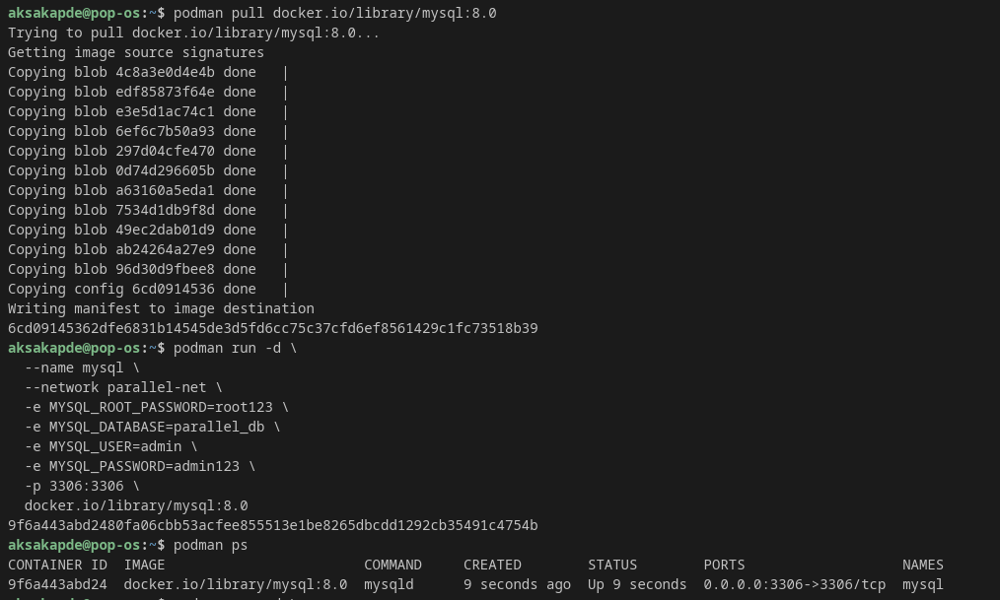 aksakapde@pop-os:~$ podman pull docker.io/library/mysql:8.0
Trying to pull docker.io/library/mysql:8.0...
Getting image source signatures
Copying blob 4c8a3e0d4e4b done   |
Copying blob edf85873f64e done   |
Copying blob e3e5d1ac74c1 done   |
Copying blob 6ef6c7b50a93 done   |
Copying blob 297d04cfe470 done   |
Copying blob 0d74d296605b done   |
Copying blob a63160a5eda1 done   |
Copying blob 7534d1db9f8d done   |
Copying blob 49ec2dab01d9 done   |
Copying blob ab24264a27e9 done   |
Copying blob 96d30d9fbee8 done   |
Copying config 6cd0914536 done   |
Writing manifest to image destination
6cd09145362dfe6831b14545de3d5fd6cc75c37cfd6ef8561429c1fc73518b39
aksakapde@pop-os:~$ podman run -d \
  --name mysql \
  --network parallel-net \
  -e MYSQL_ROOT_PASSWORD=root123 \
  -e MYSQL_DATABASE=parallel_db \
  -e MYSQL_USER=admin \
  -e MYSQL_PASSWORD=admin123 \
  -p 3306:3306 \
  docker.io/library/mysql:8.0
9f6a443abd2480fa06cbb53acfee855513e1be8265dbcdd1292cb35491c4754b
aksakapde@pop-os:~$ podman ps
CONTAINER ID  IMAGE                        COMMAND     CREATED        STATUS        PORTS                   NAMES
9f6a443abd24  docker.io/library/mysql:8.0  mysqld      9 seconds ago  Up 9 seconds  0.0.0.0:3306->3306/tcp  mysql